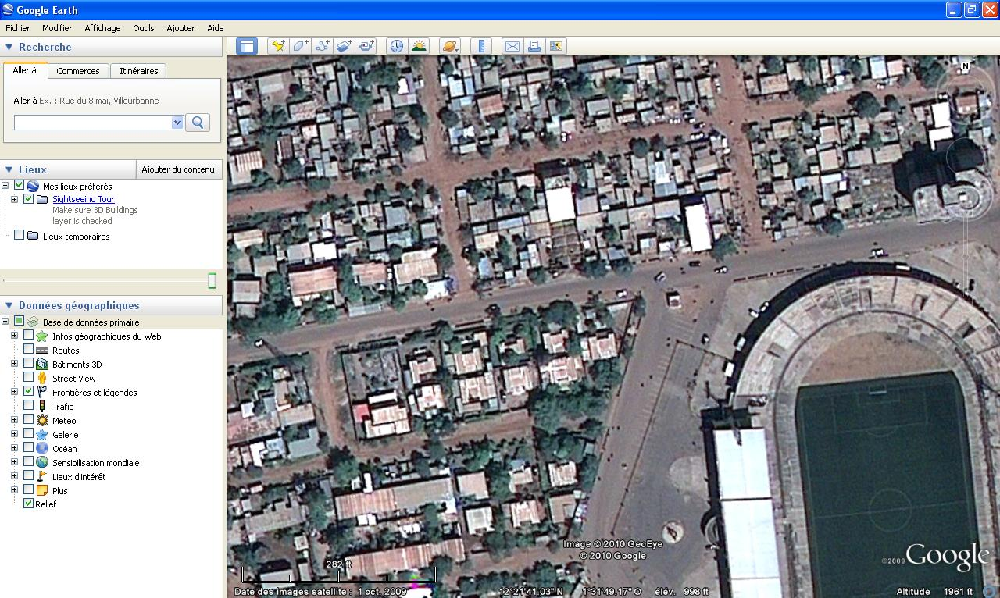 Google Earth
Fichier Modifier Affichage Outils Ajouter Aide
Recherche
Aller à Commerces Itinéraires
Aller à Ex. : Rue du 8 mai, Villeurbanne
Lieux Ajouter du contenu
Mes lieux préférés
Sightseeing Tour
Make sure 3D Buildings
layer is checked
Lieux temporaires
Données géographiques
Base de données primaire
Infos géographiques du Web
Routes
Bâtiments 3D
Street View
Frontières et légendes
Trafic
Météo
Galerie
Océan
Sensibilisation mondiale
Lieux d'intérêt
Plus
Relief
N
Image © 2010 GeoEye
© 2010 Google
©2009 Google
282 ft
Date des images satellite : 1 oct. 2009 12°21'41.03" N 1°31'49.17" O élév. 998 ft Altitude 1961 ft